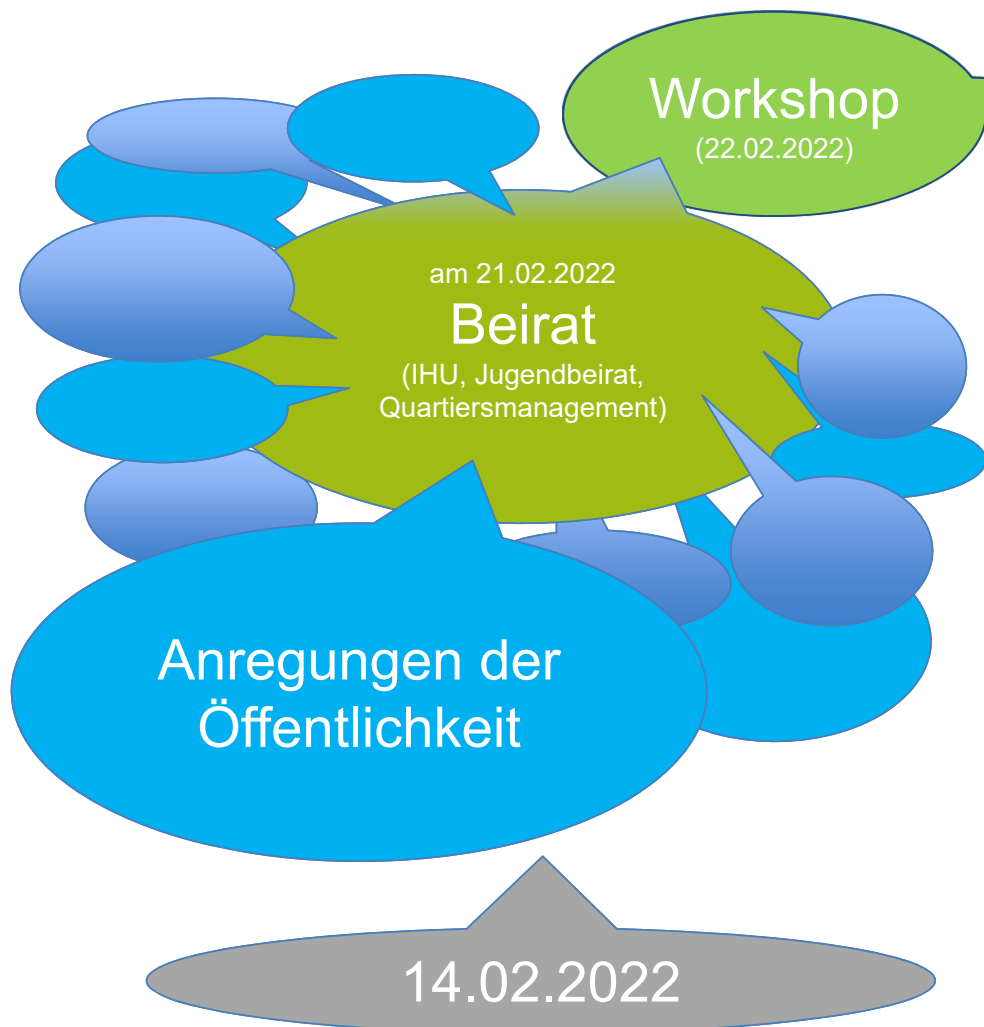 Workshop
(22.02.2022)
am 21.02.2022
Beirat
(IHU, Jugendbeirat,
Quartiersmanagement)
Anregungen der
Öffentlichkeit
14.02.2022